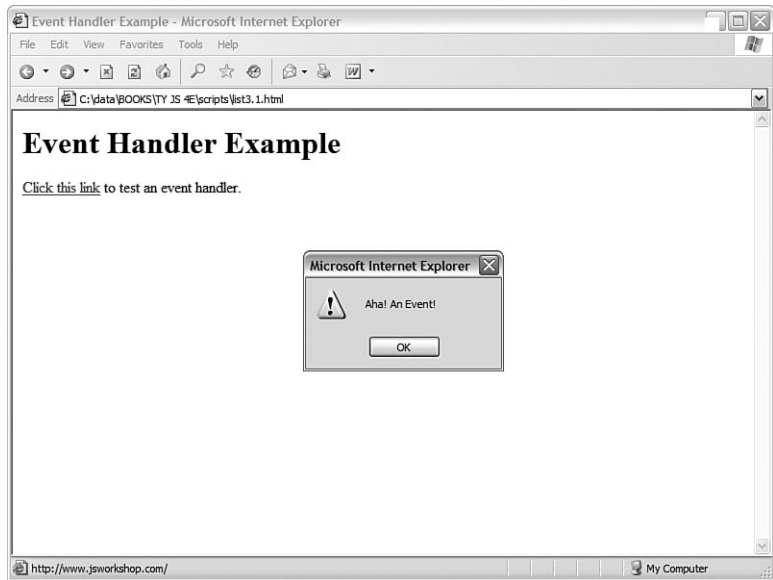 Event Handler Example - Microsoft Internet Explorer
File Edit View Favorites Tools Help
Address C:\data\BOOKS\TY JS 4E\scripts\list3.1.html
Event Handler Example
Click this link to test an event handler.
Microsoft Internet Explorer
Aha! An Event!
OK
http://www.jsworkshop.com/ My Computer